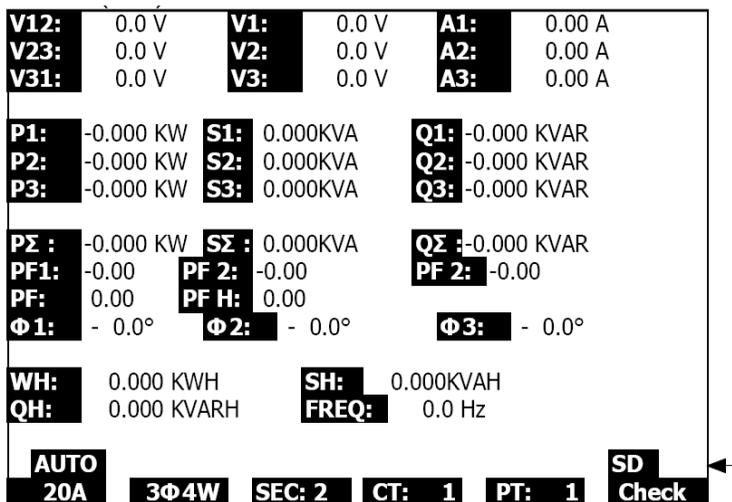 V12: 0.0 V V1: 0.0 V A1: 0.00 A
V23: 0.0 V V2: 0.0 V A2: 0.00 A
V31: 0.0 V V3: 0.0 V A3: 0.00 A
P1: -0.000 KW S1: 0.000KVA Q1: -0.000 KVAR
P2: -0.000 KW S2: 0.000KVA Q2: -0.000 KVAR
P3: -0.000 KW S3: 0.000KVA Q3: -0.000 KVAR
PΣ : -0.000 KW SΣ : 0.000KVA QΣ :-0.000 KVAR
PF1: -0.00 PF 2: -0.00 PF 2: -0.00
PF: 0.00 PF H: 0.00
Φ1: - 0.0° Φ2: - 0.0° Φ3: - 0.0°
WH: 0.000 KWH SH: 0.000KVAH
QH: 0.000 KVARH FREQ: 0.0 Hz
AUTO SD
20A 3Φ4W SEC: 2 CT: 1 PT: 1 Check